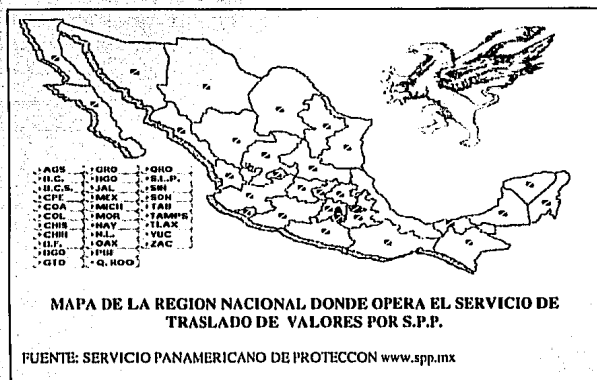 AGS GRO QRO
B.C. HGO S.L.P.
B.C.S. JAL SIN
CPE MEX SON
COA MICH TAB
COL MOR TAMPS
CHIS NAY TLAX
CHIH N.L. YUC
D.F. OAX ZAC
DGO PUE
GTO Q. ROO
MAPA DE LA REGION NACIONAL DONDE OPERA EL SERVICIO DE
TRASLADO DE VALORES POR S.P.P.
FUENTE: SERVICIO PANAMERICANO DE PROTECCON www.spp.mx